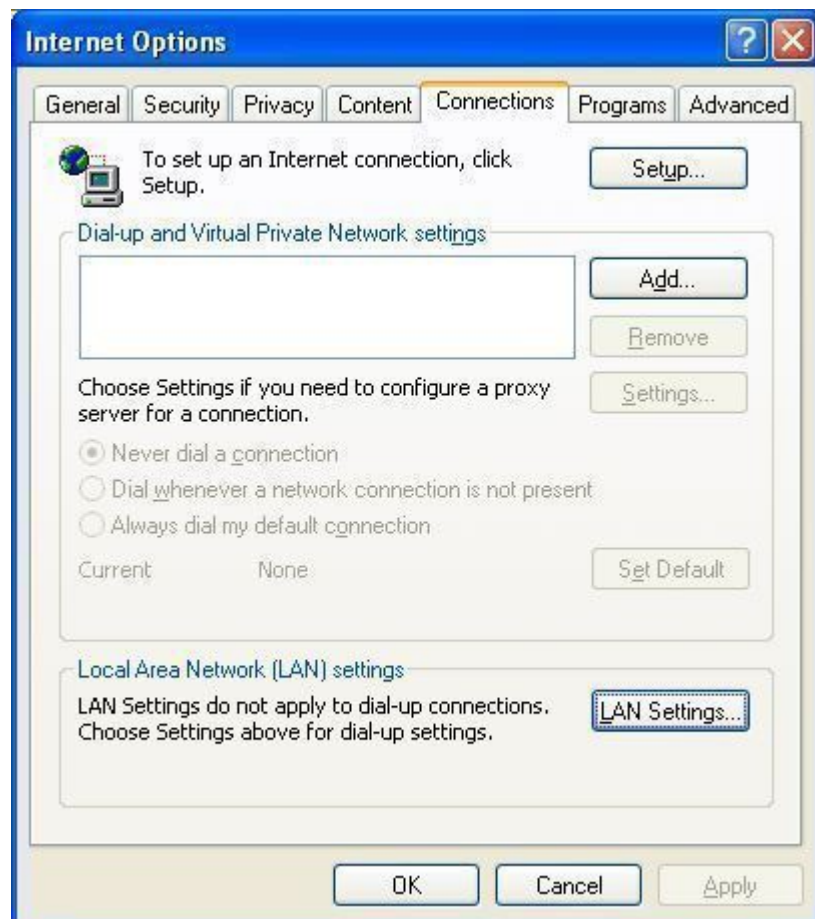 Internet Options
General Security Privacy Content Connections Programs Advanced
To set up an Internet connection, click
Setup.
Setup...
Dial-up and Virtual Private Network settings
Add...
Remove
Choose Settings if you need to configure a proxy
server for a connection.
Settings...
Never dial a connection
Dial whenever a network connection is not present
Always dial my default connection
Current None Set Default
Local Area Network (LAN) settings
LAN Settings do not apply to dial-up connections.
Choose Settings above for dial-up settings.
LAN Settings...
OK Cancel Apply